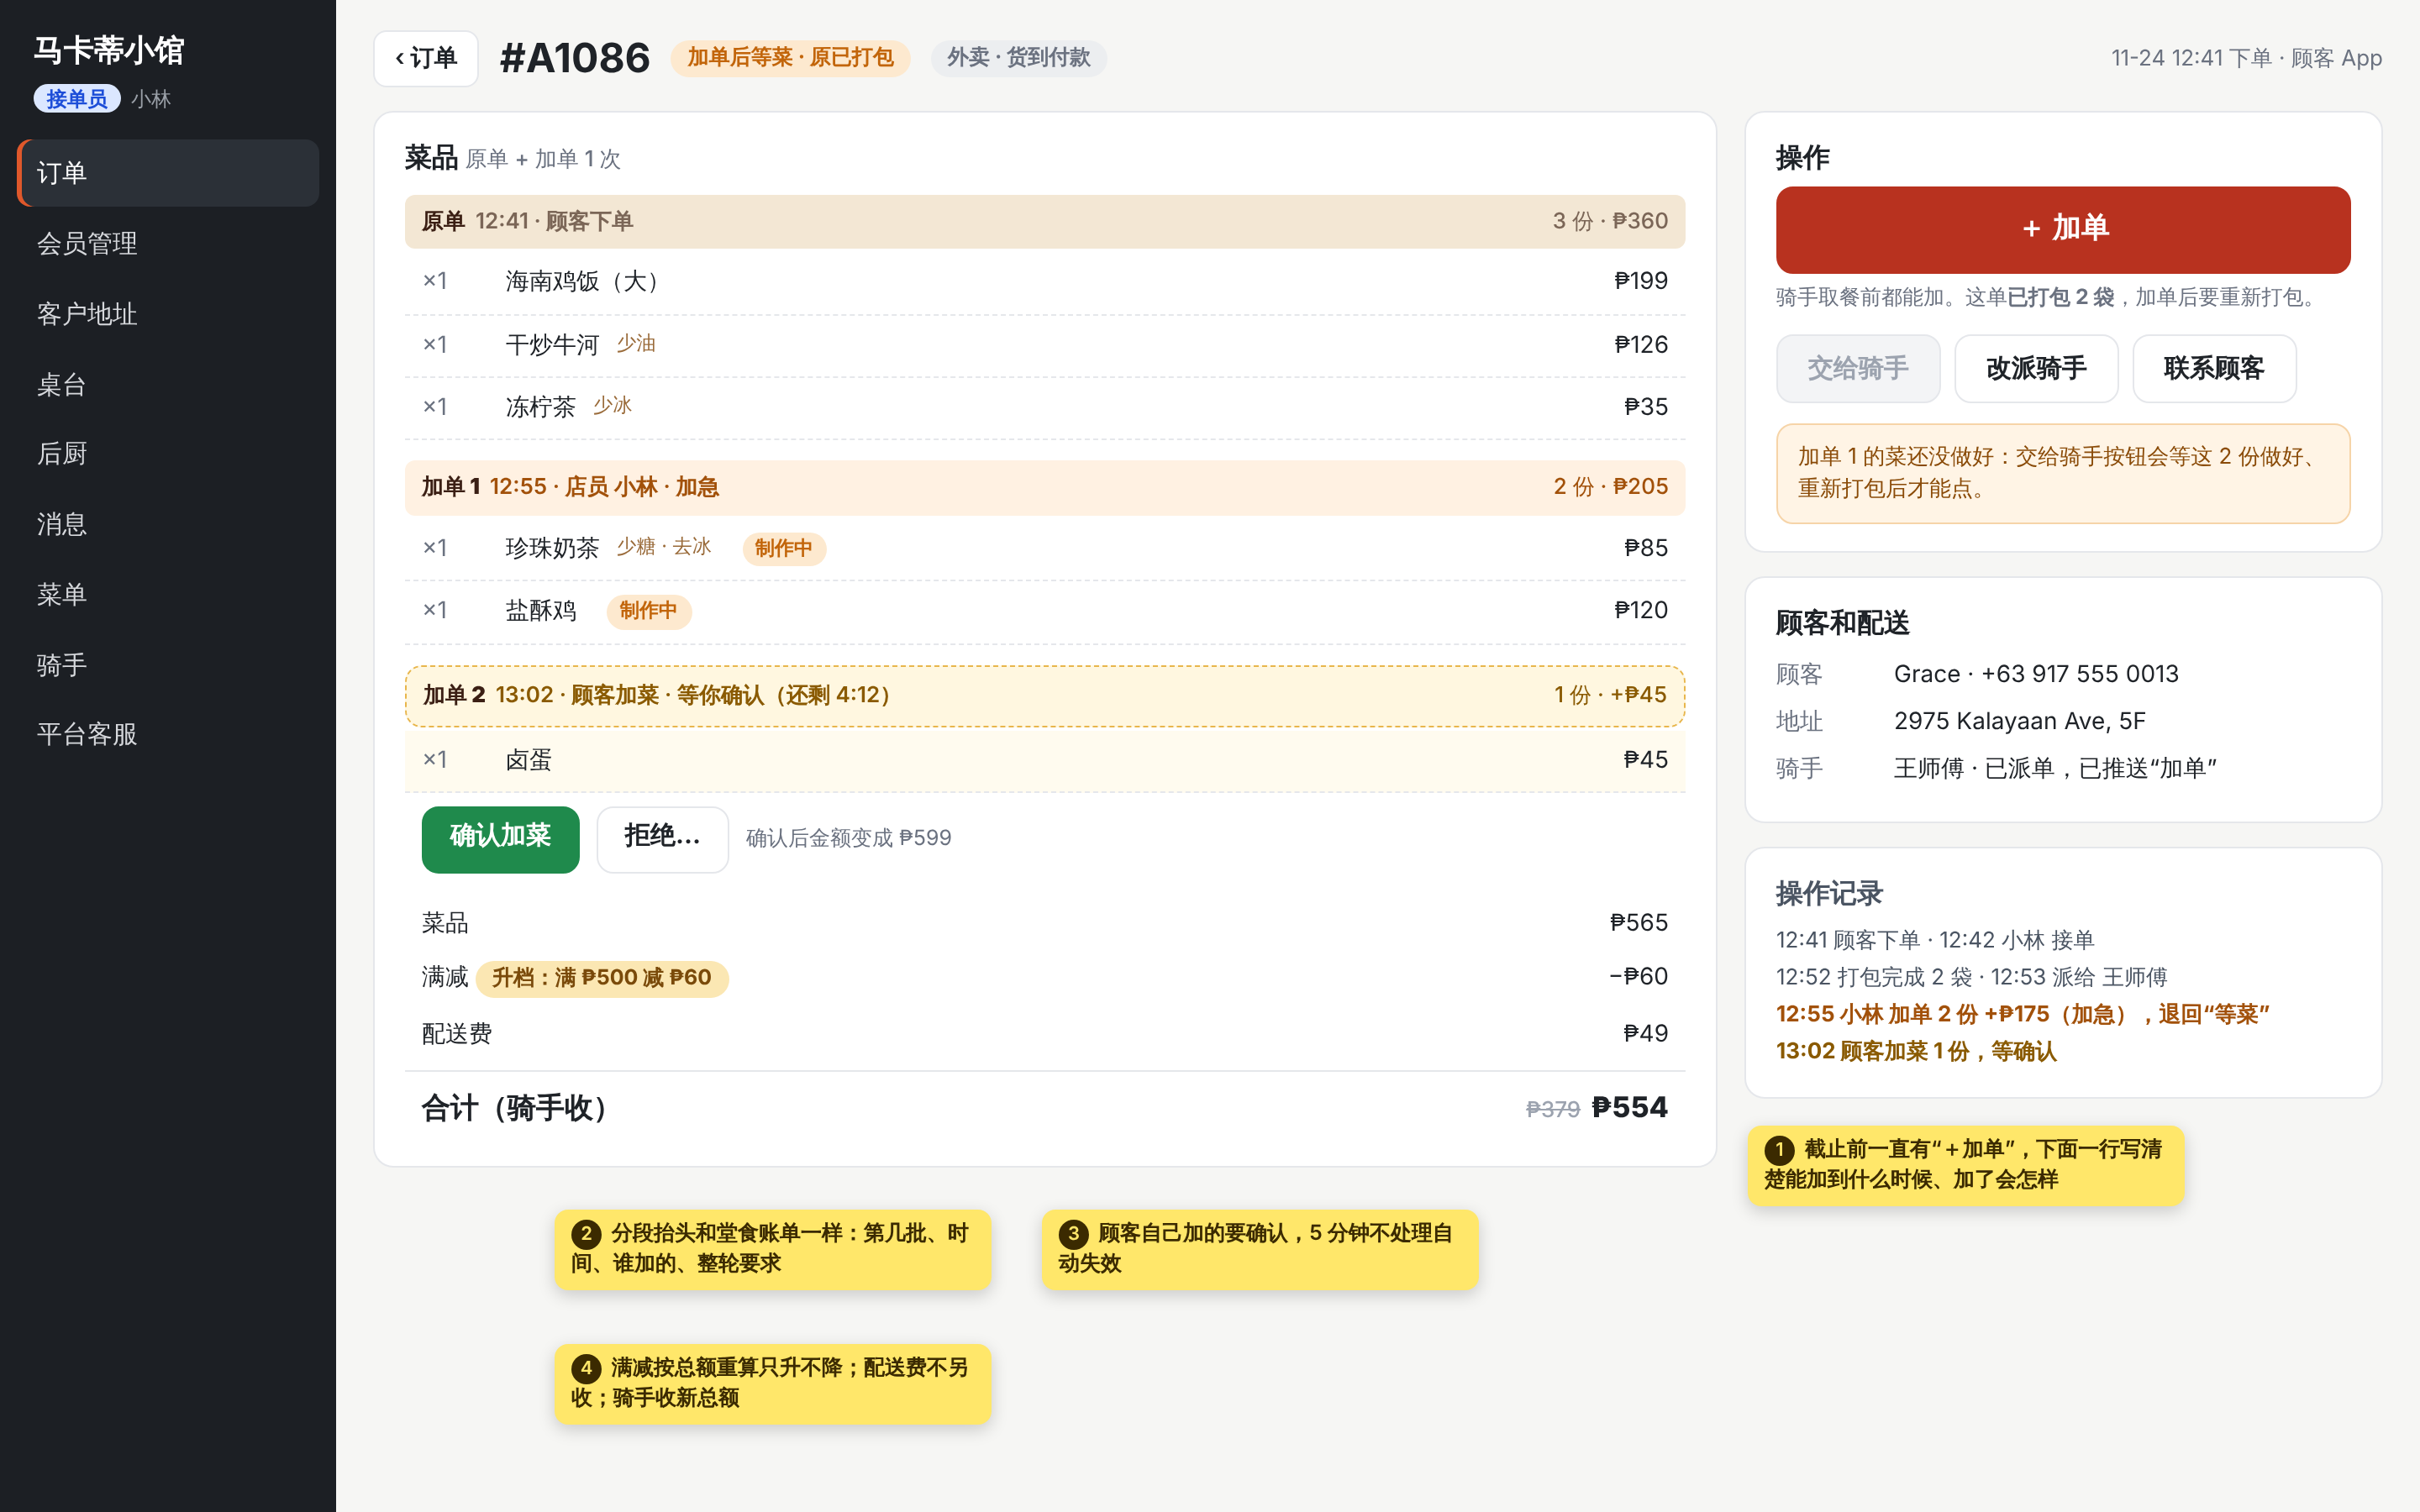 马卡蒂小馆
接单员 小林
订单
会员管理
客户地址
桌台
后厨
消息
菜单
骑手
平台客服
‹ 订单 #A1086 加单后等菜 · 原已打包 外卖 · 货到付款 11-24 12:41 下单 · 顾客 App
菜品 原单 + 加单 1 次
原单 12:41 · 顾客下单 3 份 · ₱360
×1 海南鸡饭（大） ₱199
×1 干炒牛河 少油 ₱126
×1 冻柠茶 少冰 ₱35
加单 1 12:55 · 店员 小林 · 加急 2 份 · ₱205
×1 珍珠奶茶 少糖 · 去冰 制作中 ₱85
×1 盐酥鸡 制作中 ₱120
加单 2 13:02 · 顾客加菜 · 等你确认（还剩 4:12） 1 份 · +₱45
×1 卤蛋 ₱45
确认加菜 拒绝... 确认后金额变成 ₱599
菜品 ₱565
满减 升档：满 ₱500 减 ₱60 −₱60
配送费 ₱49
合计（骑手收） ₱379 ₱554
操作
+ 加单
骑手取餐前都能加。这单已打包 2 袋，加单后要重新打包。
交给骑手 改派骑手 联系顾客
加单 1 的菜还没做好：交给骑手按钮会等这 2 份做好、
重新打包后才能点。
顾客和配送
顾客 Grace · +63 917 555 0013
地址 2975 Kalayaan Ave, 5F
骑手 王师傅 · 已派单，已推送“加单”
操作记录
12:41 顾客下单 · 12:42 小林 接单
12:52 打包完成 2 袋 · 12:53 派给 王师傅
12:55 小林 加单 2 份 +₱175（加急），退回“等菜”
13:02 顾客加菜 1 份，等确认
1 截止前一直有“＋加单”，下面一行写清
楚能加到什么时候、加了会怎样
2 分段抬头和堂食账单一样：第几批、时
间、谁加的、整轮要求
3 顾客自己加的要确认，5 分钟不处理自
动失效
4 满减按总额重算只升不降；配送费不另
收；骑手收新总额